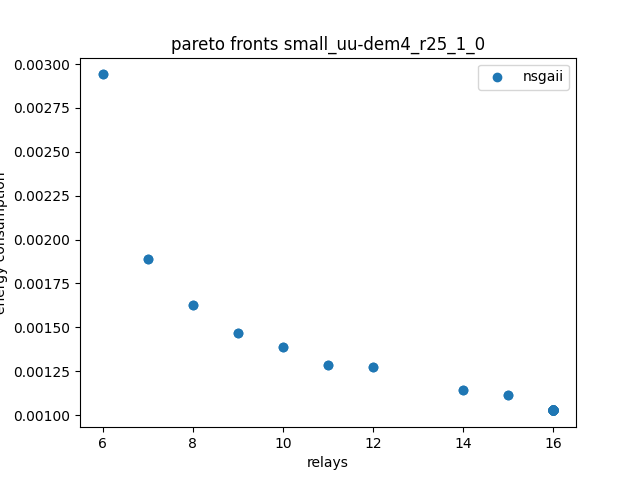 pareto fronts small_uu-dem4_r25_1_0
nsgaii
0.00300
0.00275
0.00250
0.00225
0.00200
0.00175
0.00150
0.00125
0.00100
energy consumption
6 8 10 12 14 16
relays